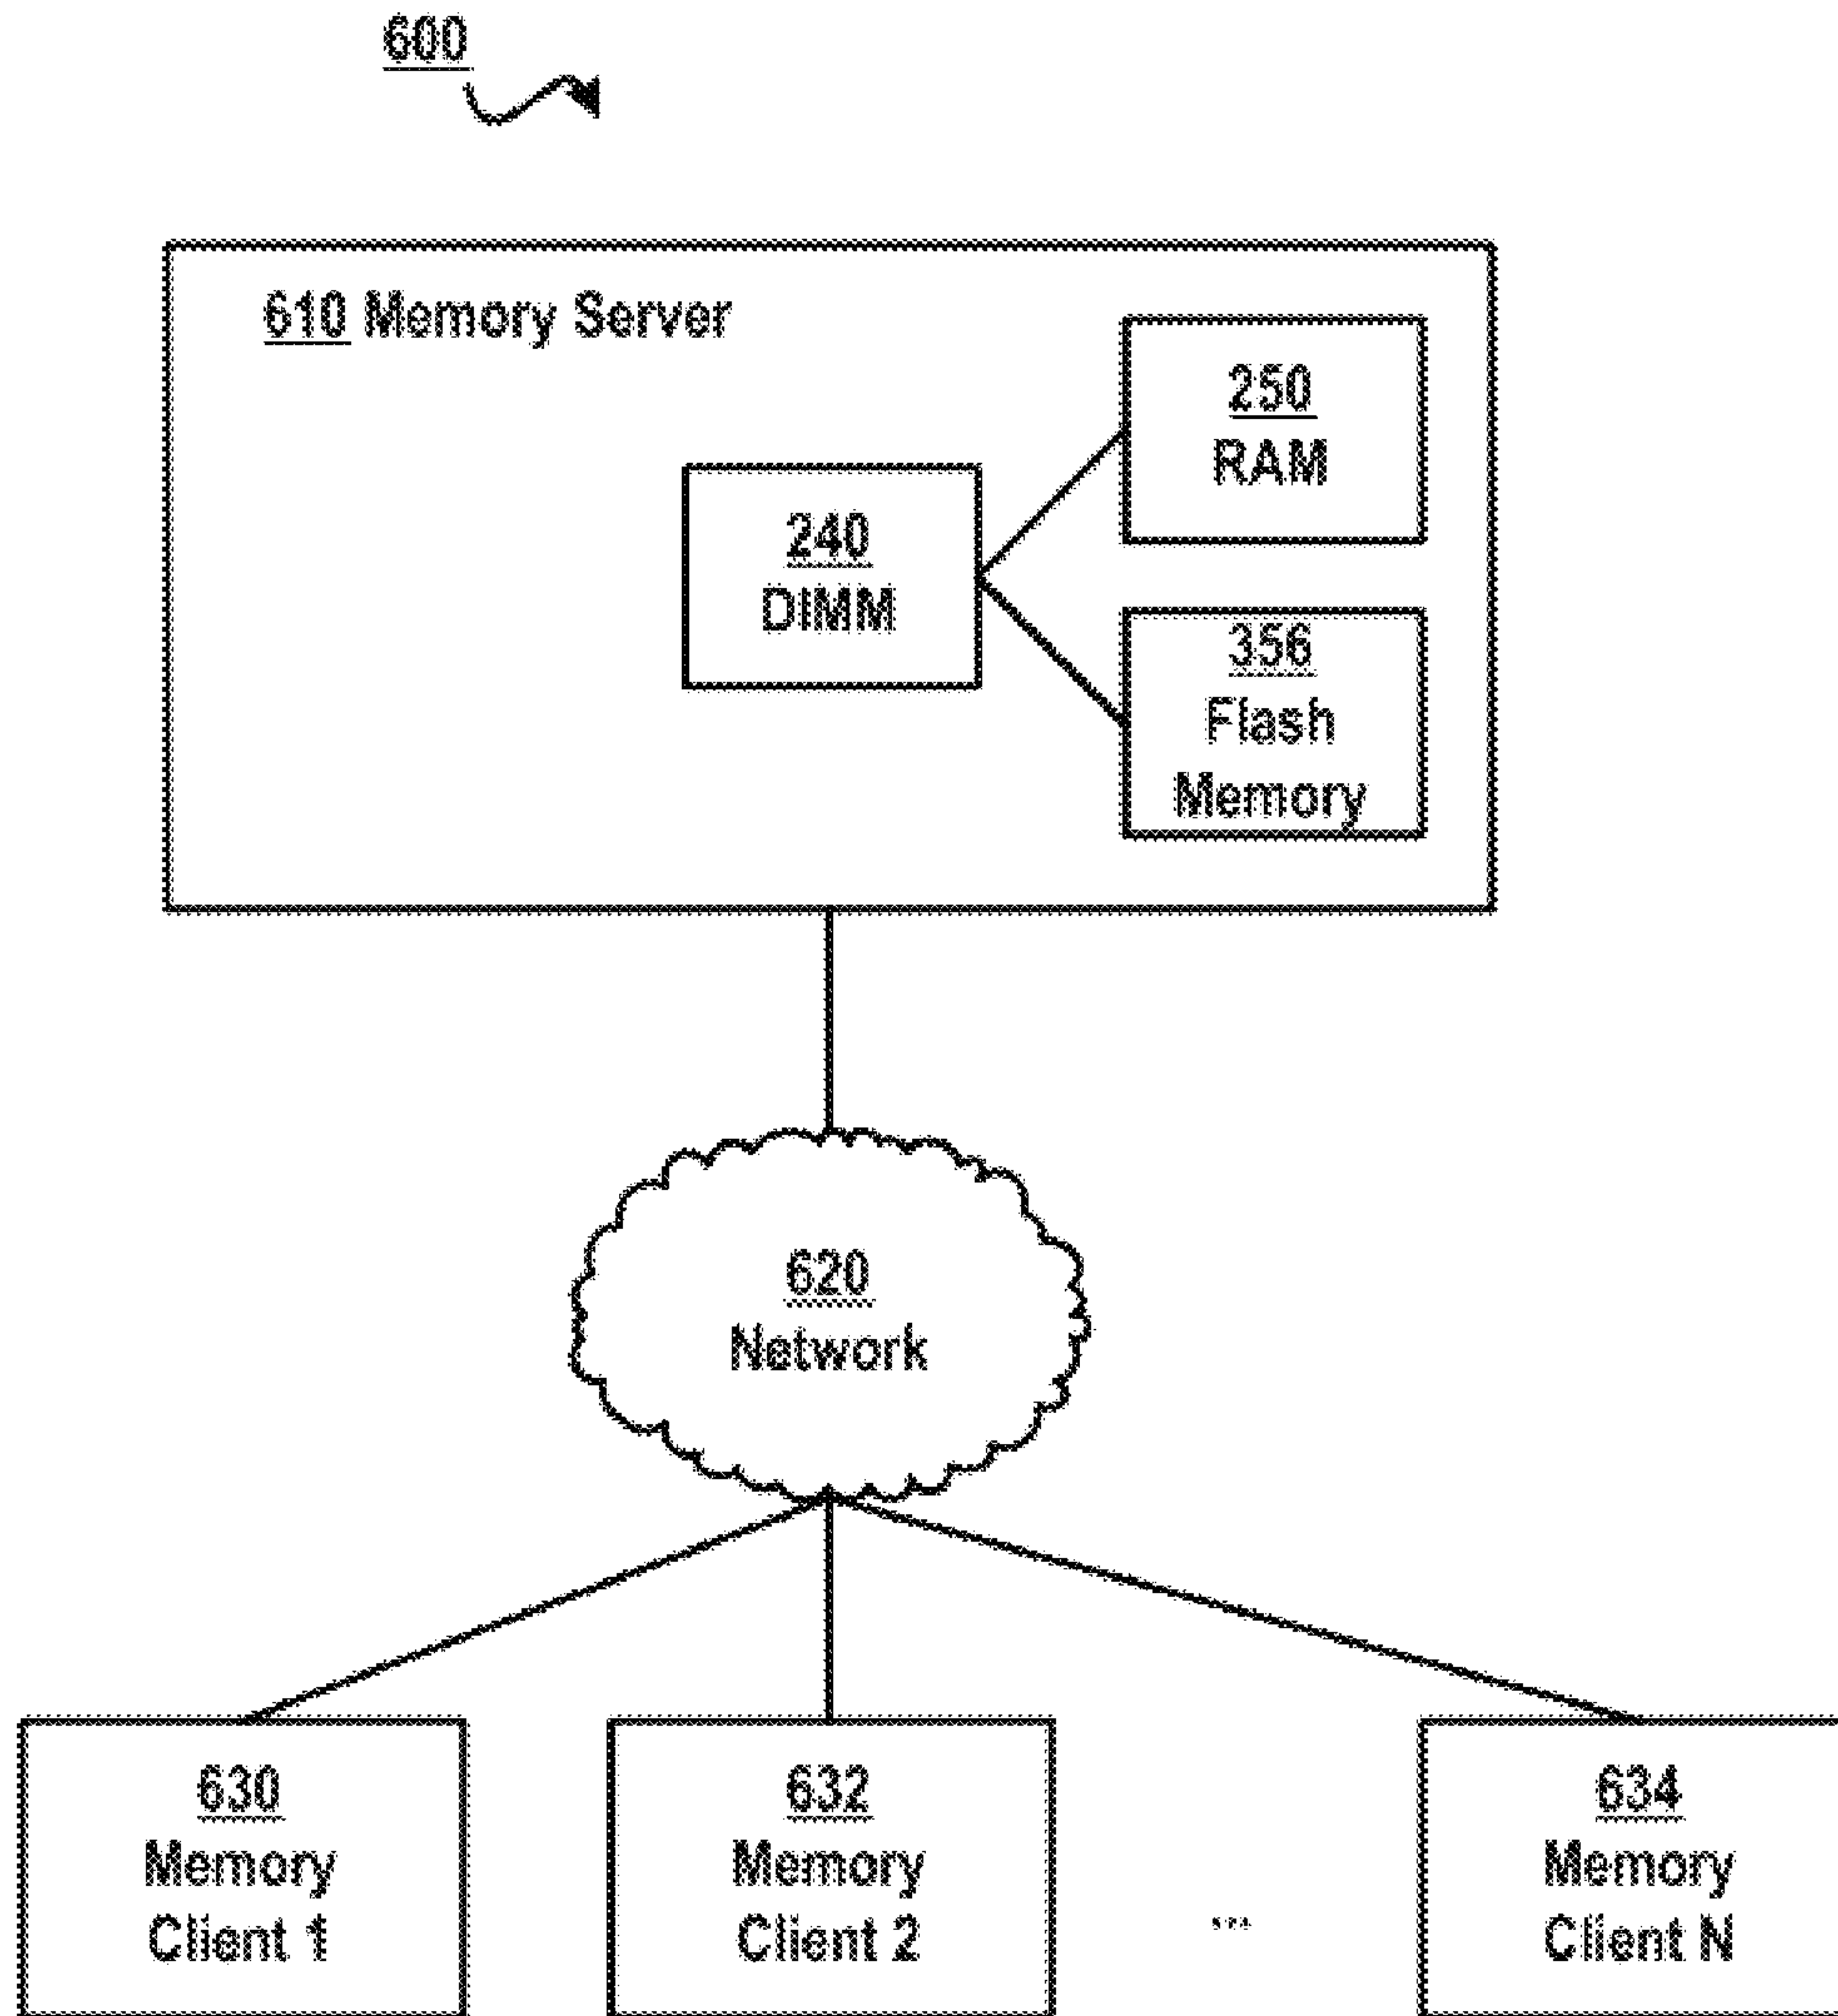 600
610 Memory Server
250
RAM
240
DIMM
356
Flash
Memory
620
Network
630
Memory
Client 1
632
Memory
Client 2
...
634
Memory
Client N